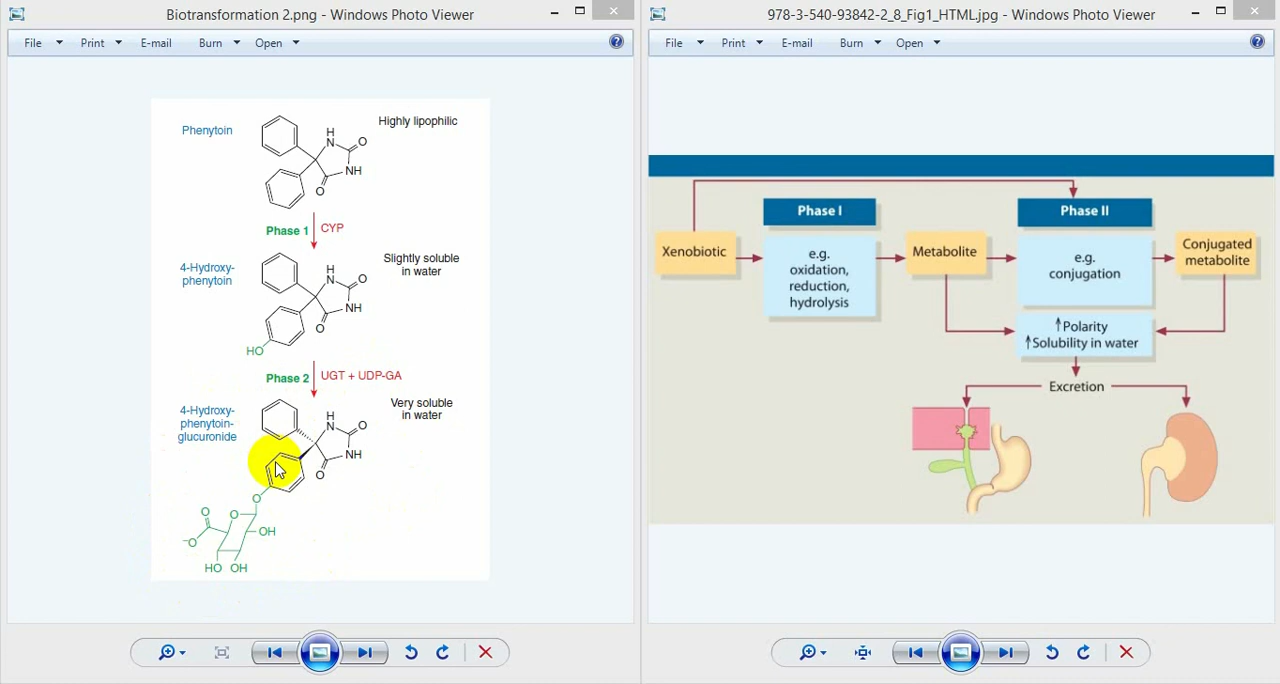 Biotransformation 2.png - Windows Photo Viewer
File Print E-mail Burn Open
Phenytoin
Highly lipophilic
H
N
O
NH
O
Phase 1 CYP
4-Hydroxy-
phenytoin
Slightly soluble
in water
H
N
O
NH
O
HO
Phase 2 UGT + UDP-GA
4-Hydroxy-
phenytoin-
glucuronide
Very soluble
in water
H
N
O
NH
O
O
O
O
OH
⁻O
HO OH
978-3-540-93842-2_8_Fig1_HTML.jpg - Windows Photo Viewer
File Print E-mail Burn Open
Phase I
Phase II
Xenobiotic
e.g.
oxidation,
reduction,
hydrolysis
Metabolite
e.g.
conjugation
Conjugated
metabolite
↑Polarity
↑Solubility in water
Excretion